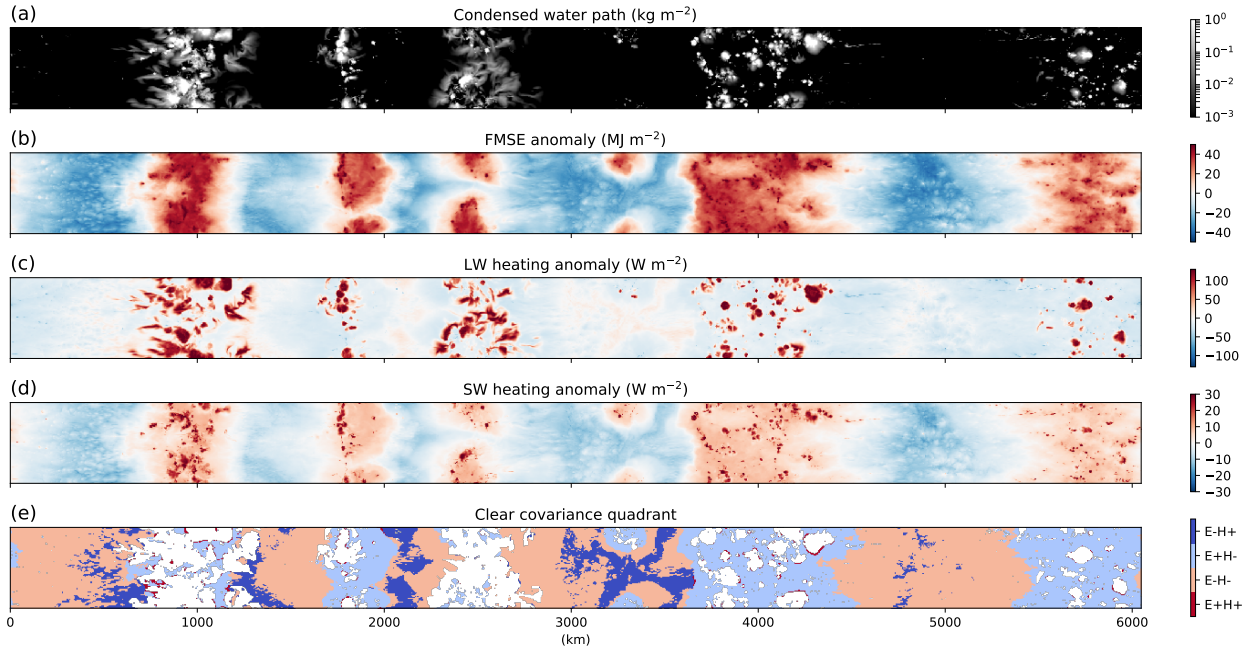 (a)
Condensed water path (kg m⁻²)
10⁰
10⁻¹
10⁻²
10⁻³
(b)
FMSE anomaly (MJ m⁻²)
40
20
0
−20
−40
(c)
LW heating anomaly (W m⁻²)
100
50
0
−50
−100
(d)
SW heating anomaly (W m⁻²)
30
20
10
0
−10
−20
−30
(e)
Clear covariance quadrant
E-H+
E+H-
E-H-
E+H+
0 1000 2000 3000 4000 5000 6000
(km)